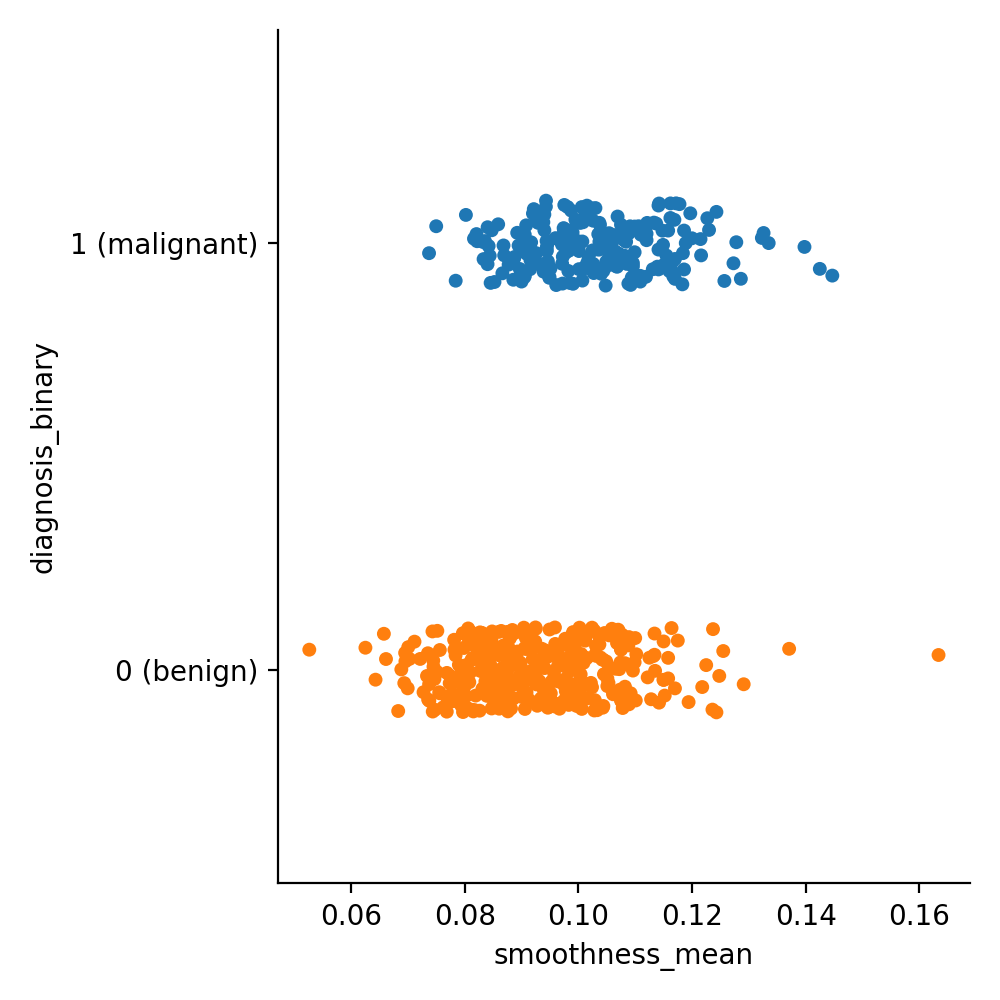 1 (malignant)
diagnosis_binary
0 (benign)
0.06 0.08 0.10 0.12 0.14 0.16
smoothness_mean